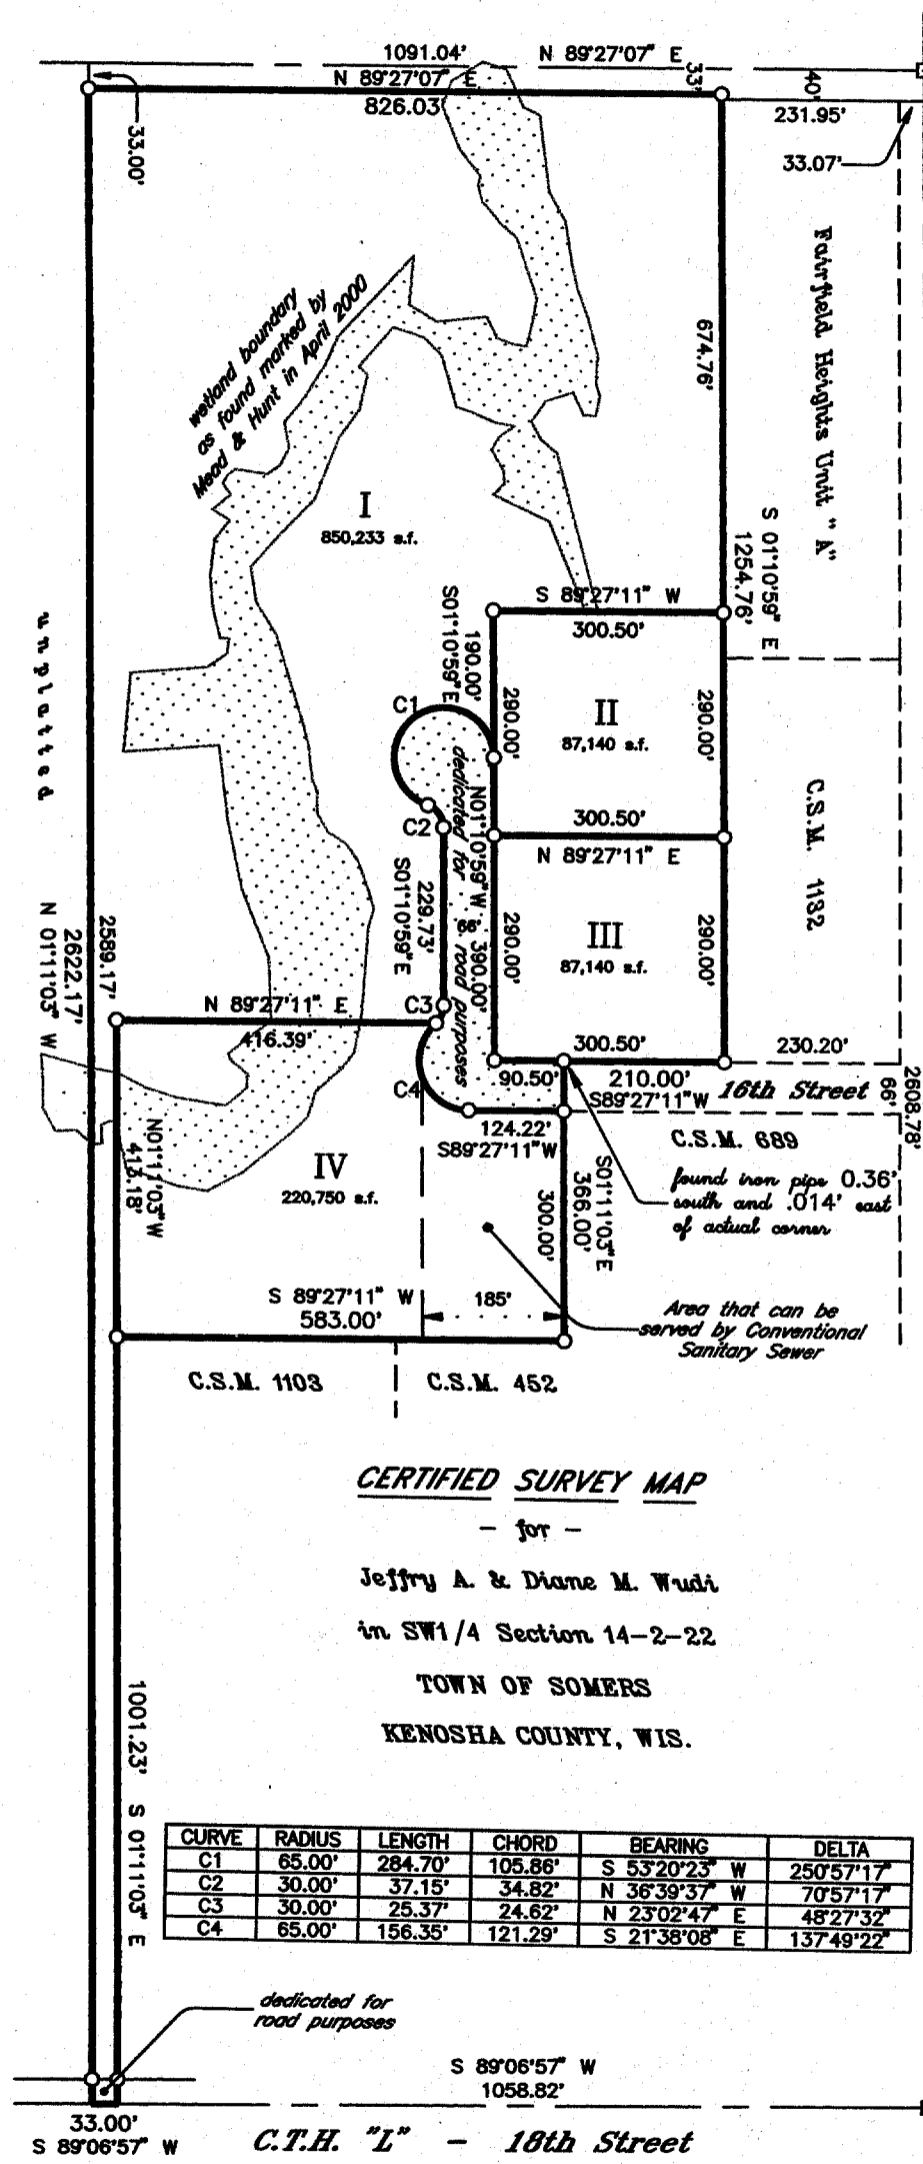 1091.04'
N 89°27'07" E
N 89°27'07" E
826.03
33'
40'
231.95'
33.07'
33.00'
Fairfield Heights Unit "A"
wetland boundary
as found marked by
Mead & Hunt in April 2000
674.76'
I
850,233 s.f.
S 01°10'59" E
1254.76'
S 89°27'11" W
300.50'
unplatted
S01°10'59"E
190.00'
290.00'
II
87,140 s.f.
290.00'
C1
C2
dedicated for road purposes
N01°10'59"W
390.00'
66'
300.50'
N 89°27'11" E
C.S.M. 1132
229.73'
S01°10'59"E
290.00'
III
87,140 s.f.
290.00'
2589.17'
2622.17'
N 01°11'03" W
N 89°27'11" E
416.39'
C3
C4
300.50'
230.20'
90.50'
210.00'
S89°27'11"W
16th Street
66'
2608.78'
124.22'
S89°27'11"W
C.S.M. 689
found iron pipe 0.36'
south and .014' east
of actual corner
N01°11'03"W
413.18'
IV
220,750 s.f.
300.00'
366.00'
S01°11'03"E
S 89°27'11" W
583.00'
185'
Area that can be
served by Conventional
Sanitary Sewer
C.S.M. 1103
C.S.M. 452
CERTIFIED SURVEY MAP
- for -
Jeffry A. & Diane M. Wudi
in SW1/4 Section 14-2-22
TOWN OF SOMERS
KENOSHA COUNTY, WIS.
1001.23' S 01°11'03" E
CURVE RADIUS LENGTH CHORD BEARING DELTA
C1 65.00' 284.70' 105.86' S 53°20'23" W 250°57'17"
C2 30.00' 37.15' 34.82' N 36°39'37" W 70°57'17"
C3 30.00' 25.37' 24.62' N 23°02'47" E 48°27'32"
C4 65.00' 156.35' 121.29' S 21°38'08" E 137°49'22"
dedicated for
road purposes
S 89°06'57" W
1058.82'
33.00'
S 89°06'57" W
C.T.H. "L" - 18th Street